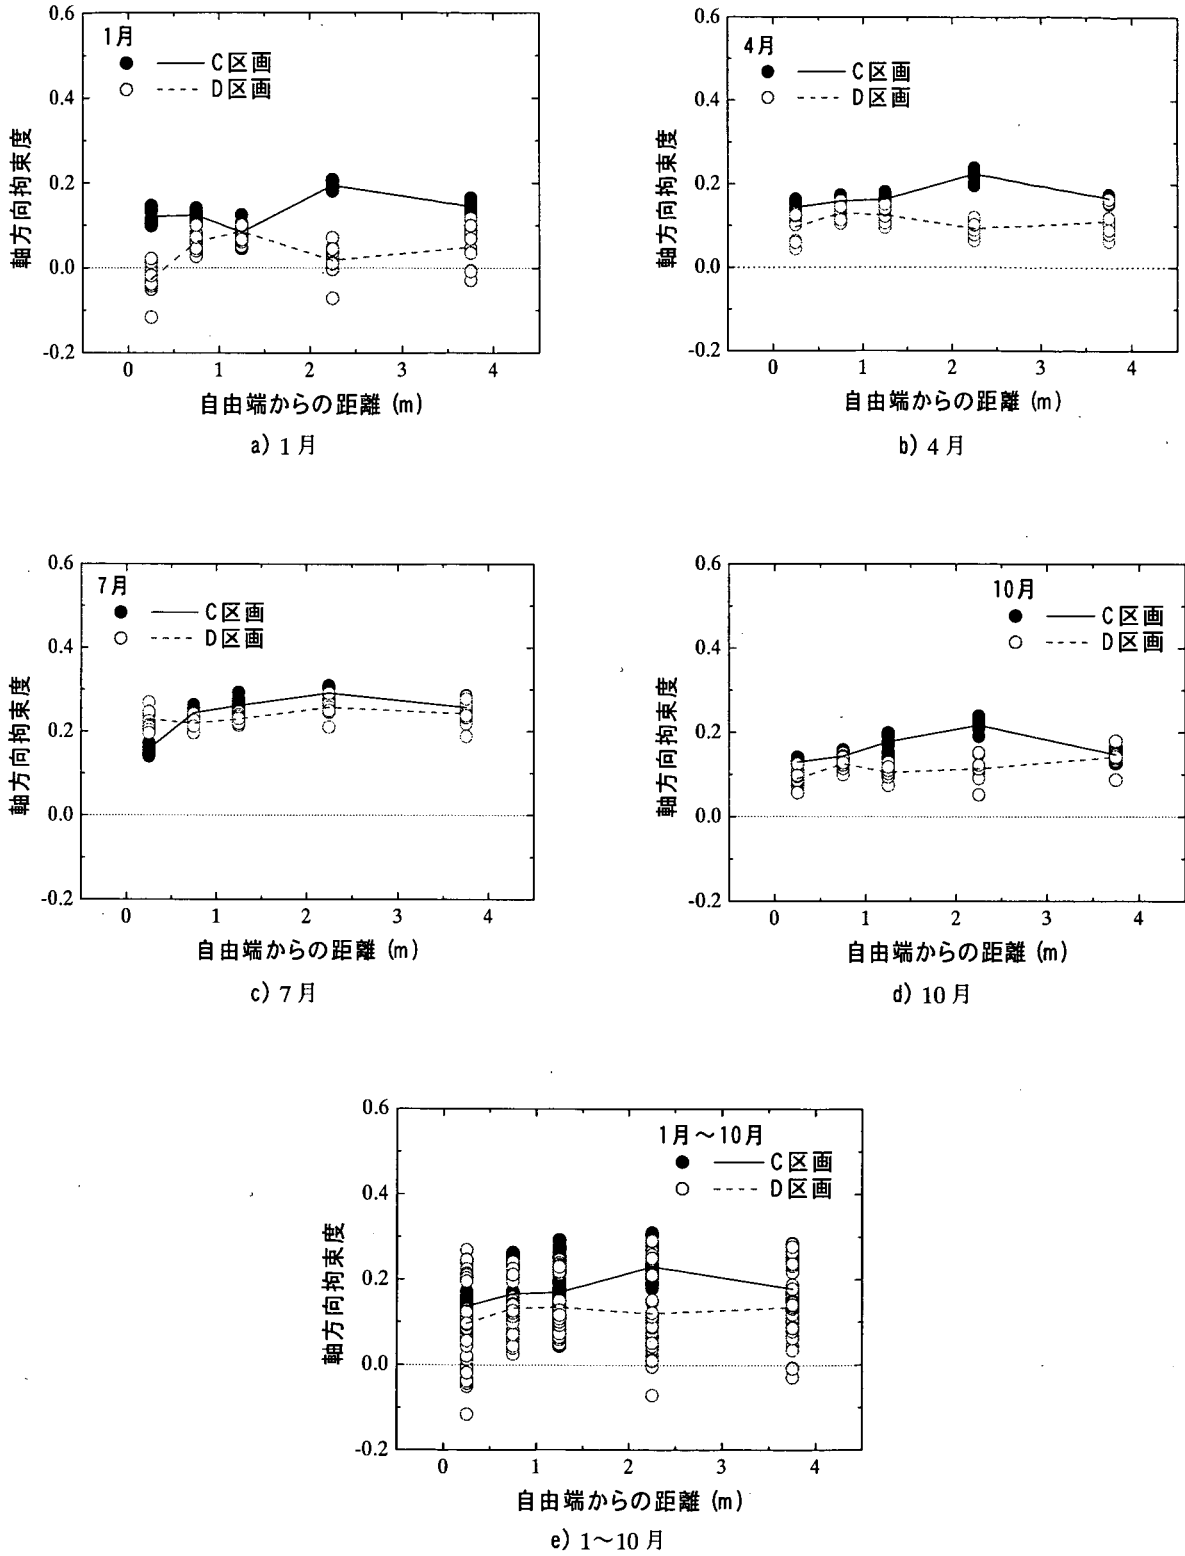 1月
C区画
D区画
0.6
0.4
0.2
0.0
-0.2
軸方向拘束度
0 1 2 3 4
自由端からの距離 (m)
a) 1月
4月
C区画
D区画
0.6
0.4
0.2
0.0
-0.2
軸方向拘束度
0 1 2 3 4
自由端からの距離 (m)
b) 4月
7月
C区画
D区画
0.6
0.4
0.2
0.0
-0.2
軸方向拘束度
0 1 2 3 4
自由端からの距離 (m)
c) 7月
10月
C区画
D区画
0.6
0.4
0.2
0.0
-0.2
軸方向拘束度
0 1 2 3 4
自由端からの距離 (m)
d) 10月
1月～10月
C区画
D区画
0.6
0.4
0.2
0.0
-0.2
軸方向拘束度
0 1 2 3 4
自由端からの距離 (m)
e) 1～10月